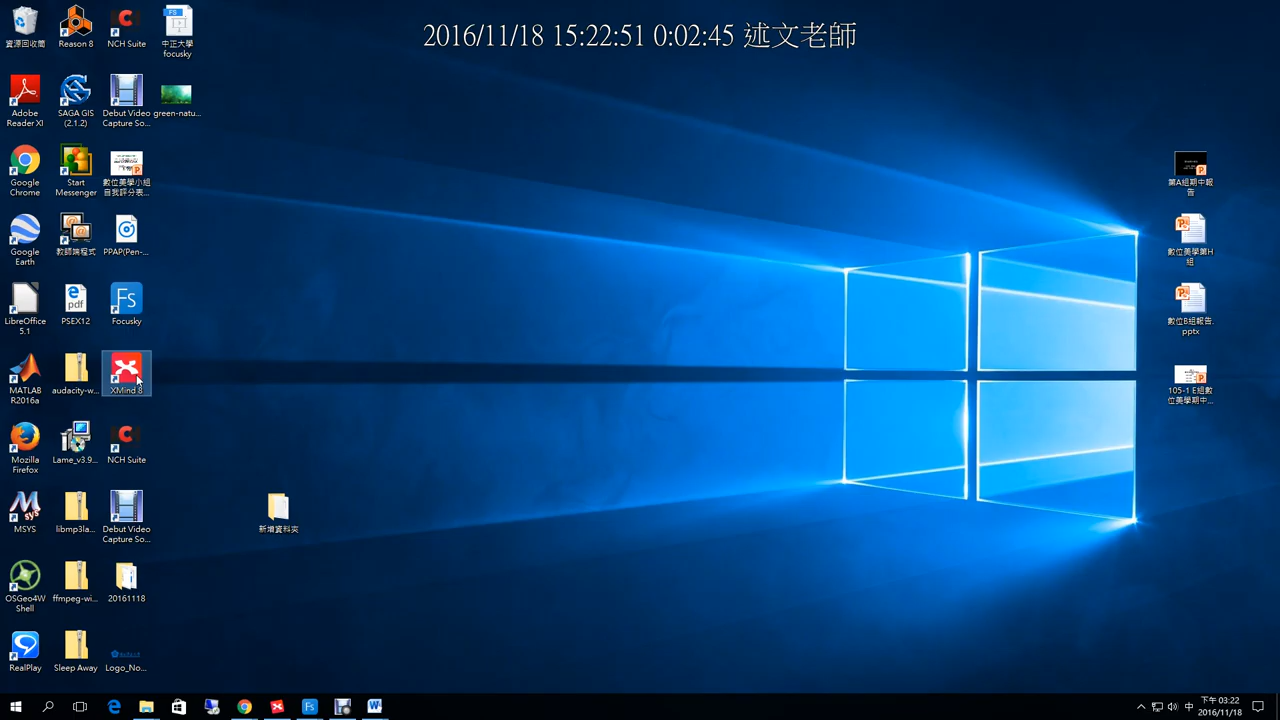 2016/11/18 15:22:51 0:02:45 述文老師
資源回收筒
Reason 8
NCH Suite
中正大學
focusky
Adobe
Reader XI
SAGA GIS
(2.1.2)
Debut Video
Capture So...
green-natu...
Google
Chrome
Start
Messenger
數位美學小組
自我評分表...
Google
Earth
教師端程式
PPAP(Pen-...
LibreOffice
5.1
PSEX12
Focusky
MATLAB
R2016a
audacity-w...
XMind 8
Mozilla
Firefox
Lame_v3.9...
NCH Suite
MSYS
libmp3la...
Debut Video
Capture So...
OSGeo4W
Shell
ffmpeg-wi...
20161118
RealPlay
Sleep Away
Logo_No...
新增資料夾
第A組期中報
告
數位美學第H
組
數位B組報告.
pptx
105-1 E組數
位美學期中...
中
下午 03:22
2016/11/18